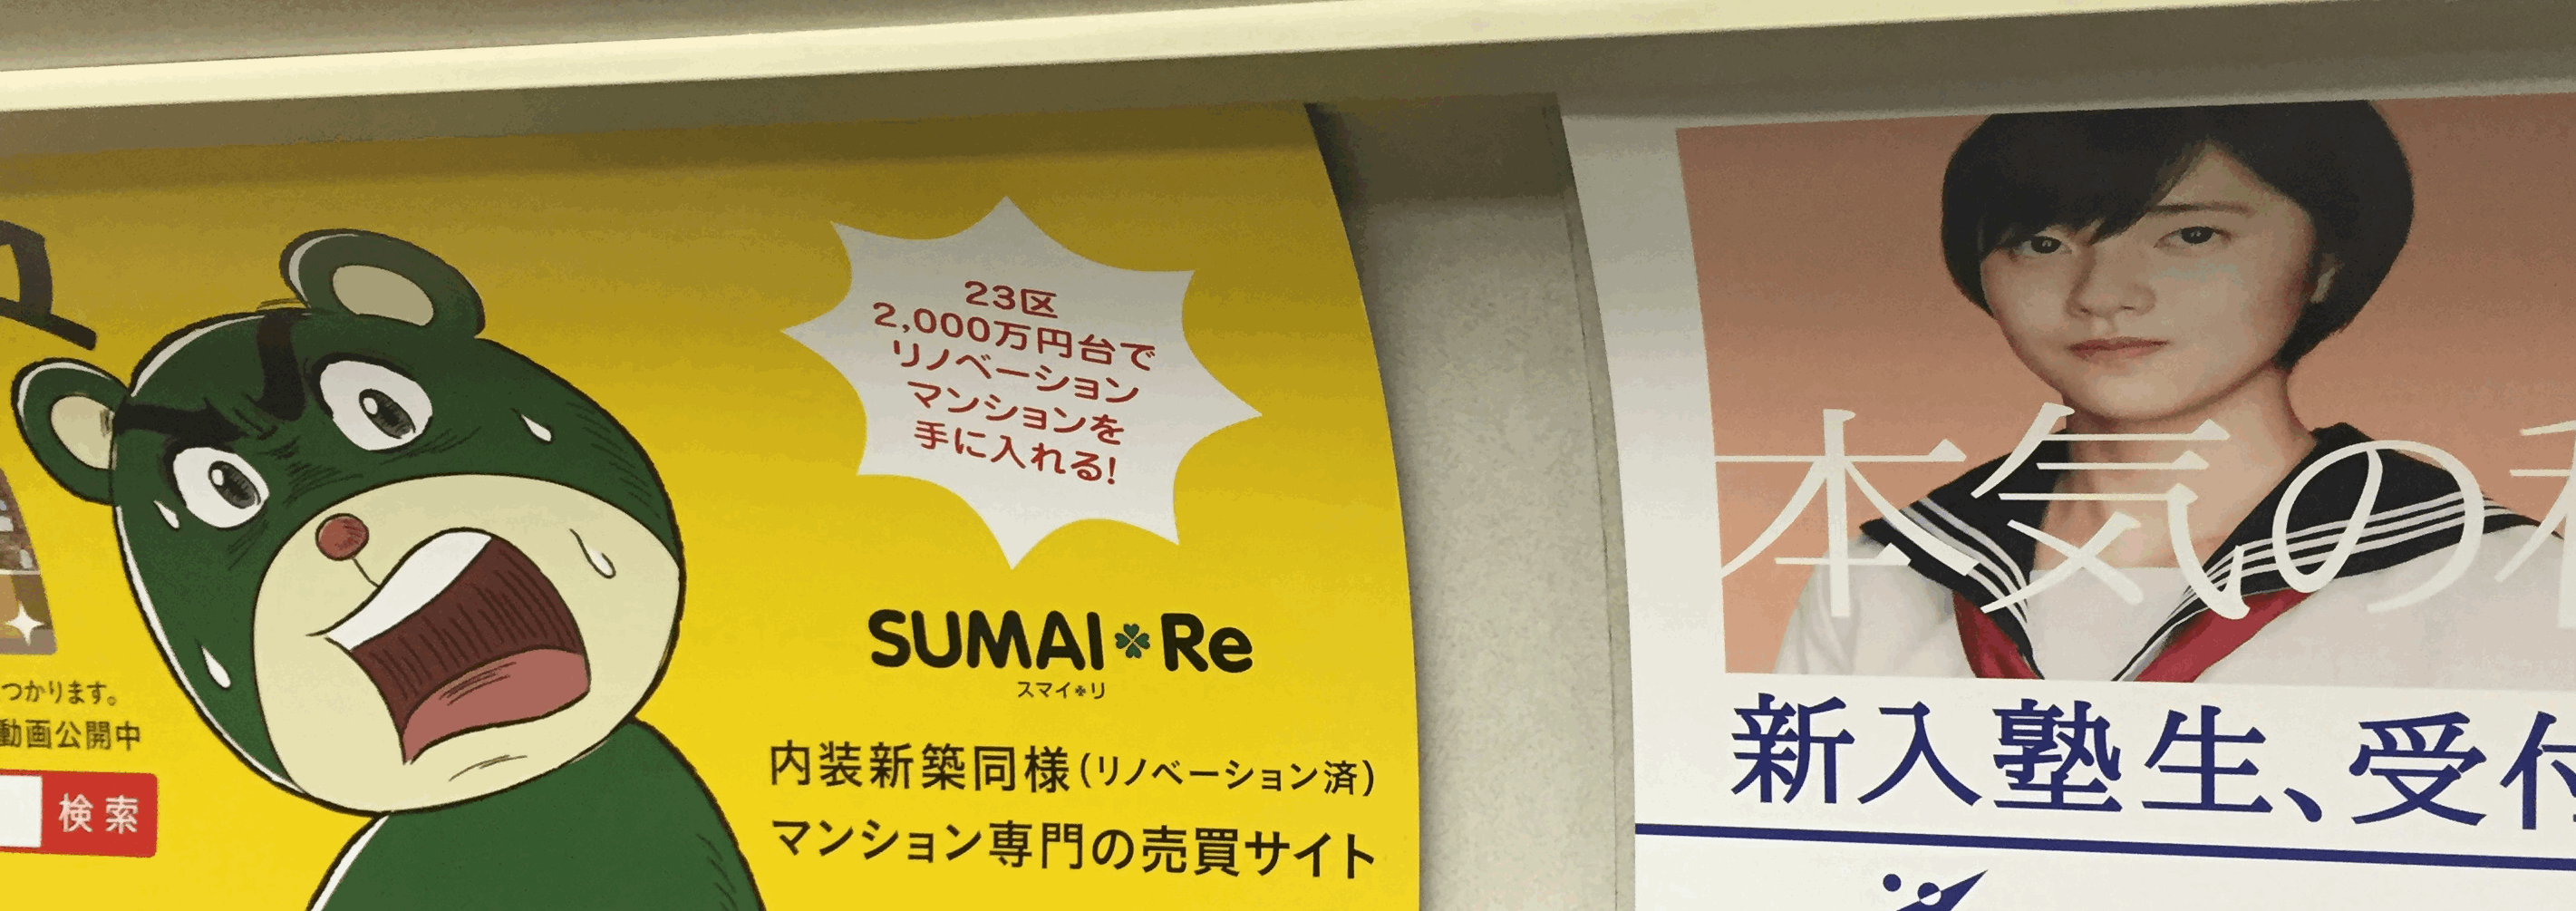 つかります。
動画公開中
検索
23区
2,000万円台で
リノベーション
マンションを
手に入れる!
SUMAI Re
スマイ リ
内装新築同様(リノベーション済)
マンション専門の売買サイト
本気の
新入塾生、受付